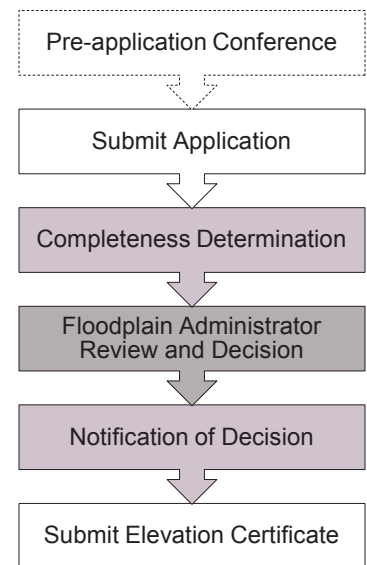 Pre-application Conference
Submit Application
Completeness Determination
Floodplain Administrator
Review and Decision
Notification of Decision
Submit Elevation Certificate